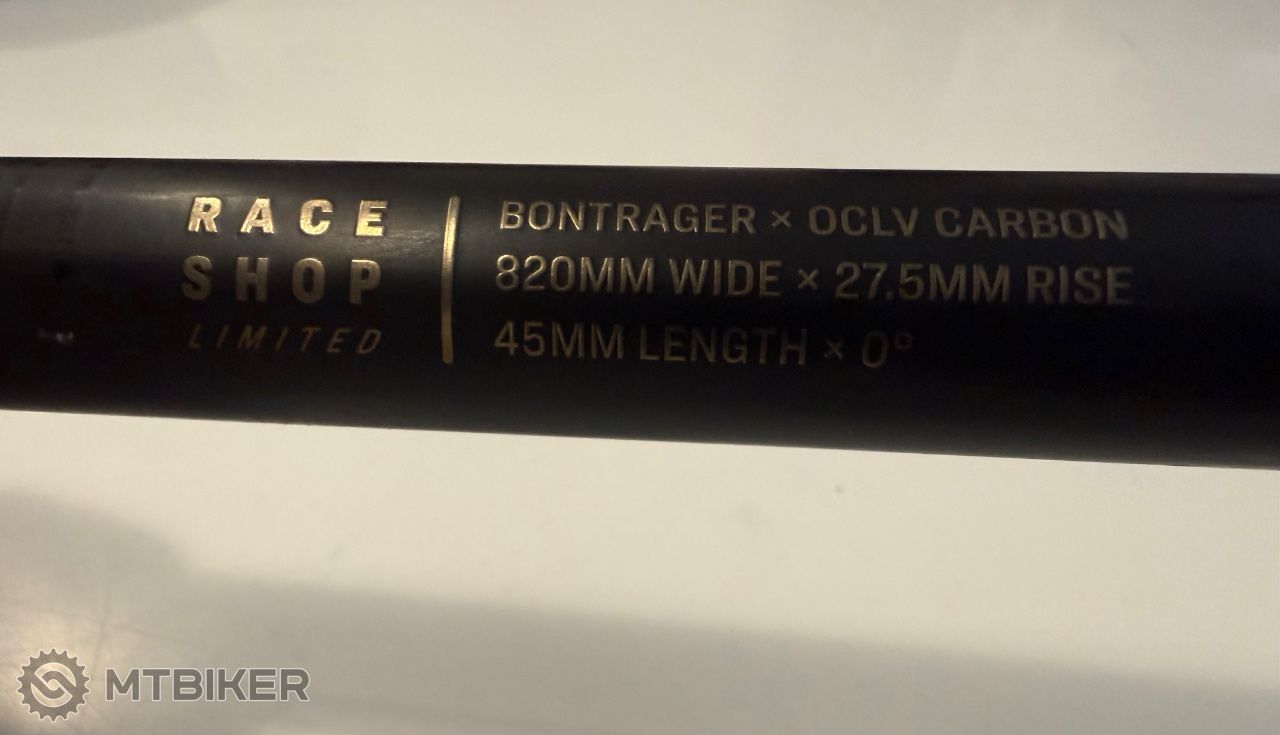 RACE
SHOP
LIMITED
BONTRAGER × OCLV CARBON
820MM WIDE × 27.5MM RISE
45MM LENGTH × 0°
MTBIKER